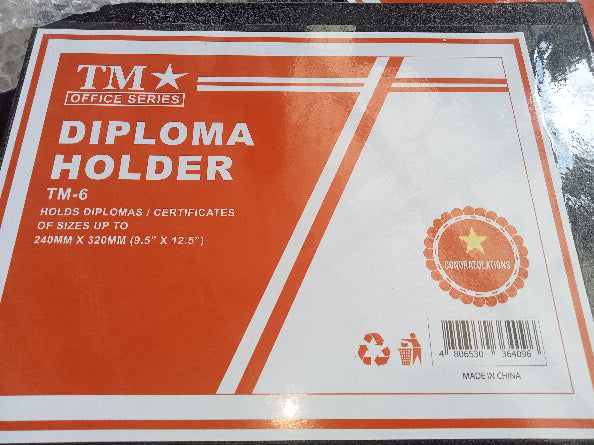 TM
OFFICE SERIES
DIPLOMA
HOLDER
TM-6
HOLDS DIPLOMAS / CERTIFICATES
OF SIZES UP TO
240MM X 320MM (9.5" X 12.5")
CONGRATULATIONS
4 806530 364096
MADE IN CHINA